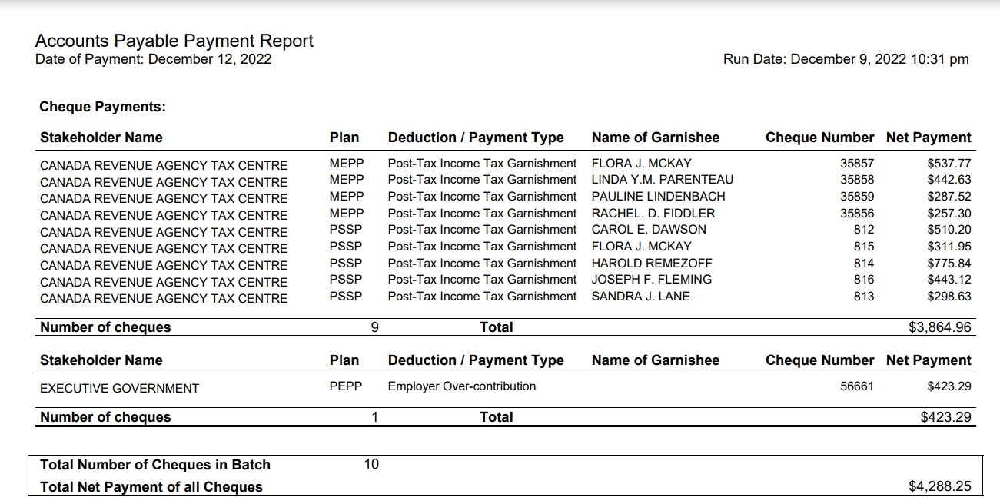 Accounts Payable Payment Report
Date of Payment: December 12, 2022 Run Date: December 9, 2022 10:31 pm
Cheque Payments:
Stakeholder Name Plan Deduction / Payment Type Name of Garnishee Cheque Number Net Payment
CANADA REVENUE AGENCY TAX CENTRE MEPP Post-Tax Income Tax Garnishment FLORA J. MCKAY 35857 $537.77
CANADA REVENUE AGENCY TAX CENTRE MEPP Post-Tax Income Tax Garnishment LINDA Y.M. PARENTEAU 35858 $442.63
CANADA REVENUE AGENCY TAX CENTRE MEPP Post-Tax Income Tax Garnishment PAULINE LINDENBACH 35859 $287.52
CANADA REVENUE AGENCY TAX CENTRE MEPP Post-Tax Income Tax Garnishment RACHEL. D. FIDDLER 35856 $257.30
CANADA REVENUE AGENCY TAX CENTRE PSSP Post-Tax Income Tax Garnishment CAROL E. DAWSON 812 $510.20
CANADA REVENUE AGENCY TAX CENTRE PSSP Post-Tax Income Tax Garnishment FLORA J. MCKAY 815 $311.95
CANADA REVENUE AGENCY TAX CENTRE PSSP Post-Tax Income Tax Garnishment HAROLD REMEZOFF 814 $775.84
CANADA REVENUE AGENCY TAX CENTRE PSSP Post-Tax Income Tax Garnishment JOSEPH F. FLEMING 816 $443.12
CANADA REVENUE AGENCY TAX CENTRE PSSP Post-Tax Income Tax Garnishment SANDRA J. LANE 813 $298.63
Number of cheques 9 Total $3,864.96
Stakeholder Name Plan Deduction / Payment Type Name of Garnishee Cheque Number Net Payment
EXECUTIVE GOVERNMENT PEPP Employer Over-contribution 56661 $423.29
Number of cheques 1 Total $423.29
Total Number of Cheques in Batch 10
Total Net Payment of all Cheques $4,288.25